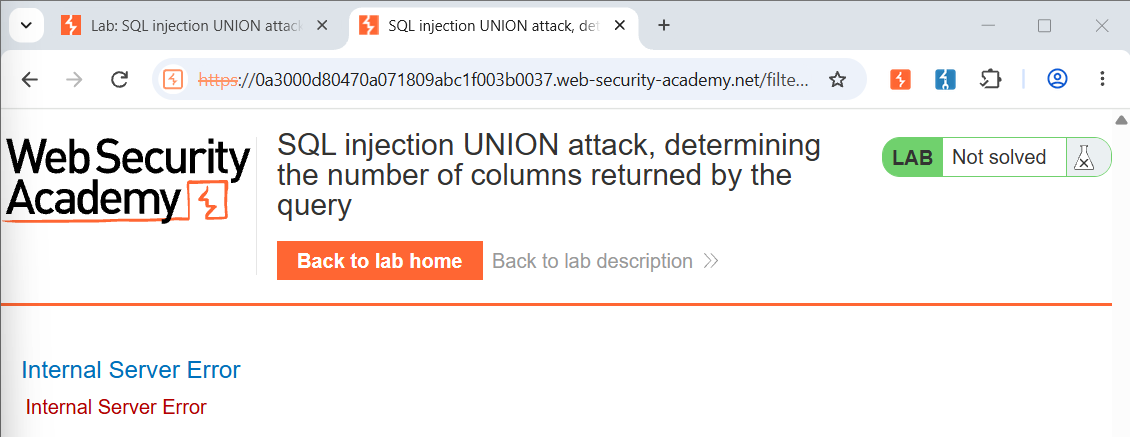 Lab: SQL injection UNION attack
SQL injection UNION attack, det
https://0a3000d80470a071809abc1f003b0037.web-security-academy.net/filte...
Web Security
Academy
SQL injection UNION attack, determining
the number of columns returned by the
query
LAB Not solved
Back to lab home
Back to lab description
Internal Server Error
Internal Server Error